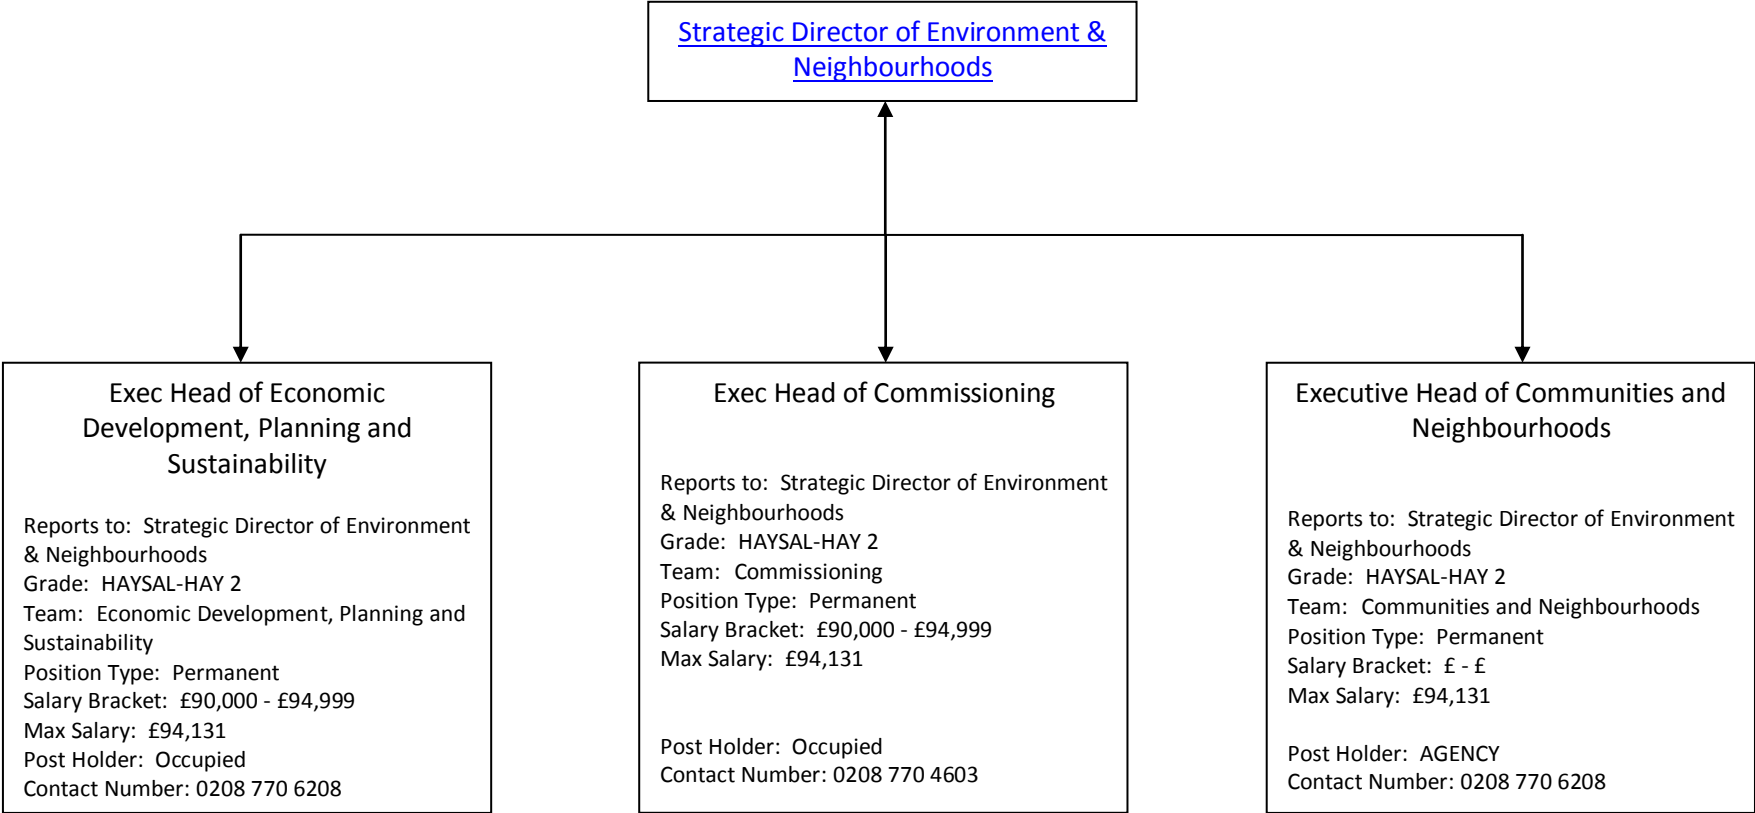 Strategic Director of Environment &
Neighbourhoods
Exec Head of Economic
Development, Planning and
Sustainability
Reports to: Strategic Director of Environment
& Neighbourhoods
Grade: HAYSAL-HAY 2
Team: Economic Development, Planning and
Sustainability
Position Type: Permanent
Salary Bracket: £90,000 - £94,999
Max Salary: £94,131
Post Holder: Occupied
Contact Number: 0208 770 6208
Exec Head of Commissioning
Reports to: Strategic Director of Environment
& Neighbourhoods
Grade: HAYSAL-HAY 2
Team: Commissioning
Position Type: Permanent
Salary Bracket: £90,000 - £94,999
Max Salary: £94,131
Post Holder: Occupied
Contact Number: 0208 770 4603
Executive Head of Communities and
Neighbourhoods
Reports to: Strategic Director of Environment
& Neighbourhoods
Grade: HAYSAL-HAY 2
Team: Communities and Neighbourhoods
Position Type: Permanent
Salary Bracket: £ - £
Max Salary: £94,131
Post Holder: AGENCY
Contact Number: 0208 770 6208